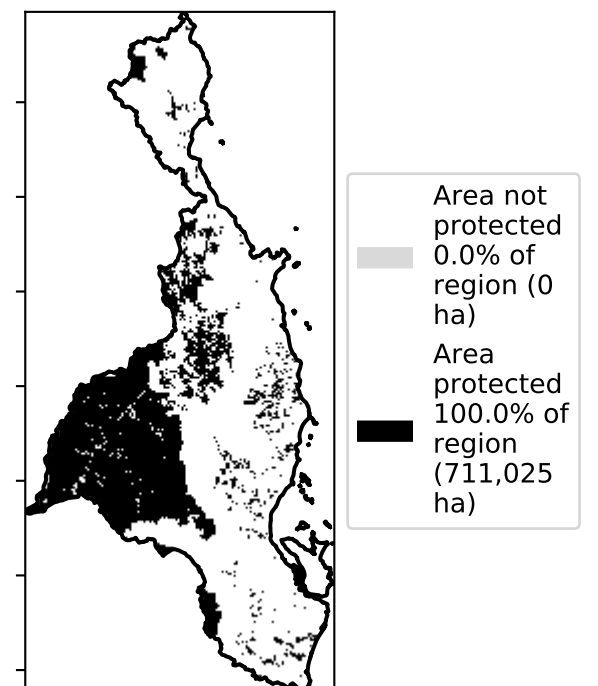 Area not
protected
0.0% of
region (0
ha)
Area
protected
100.0% of
region
(711,025
ha)